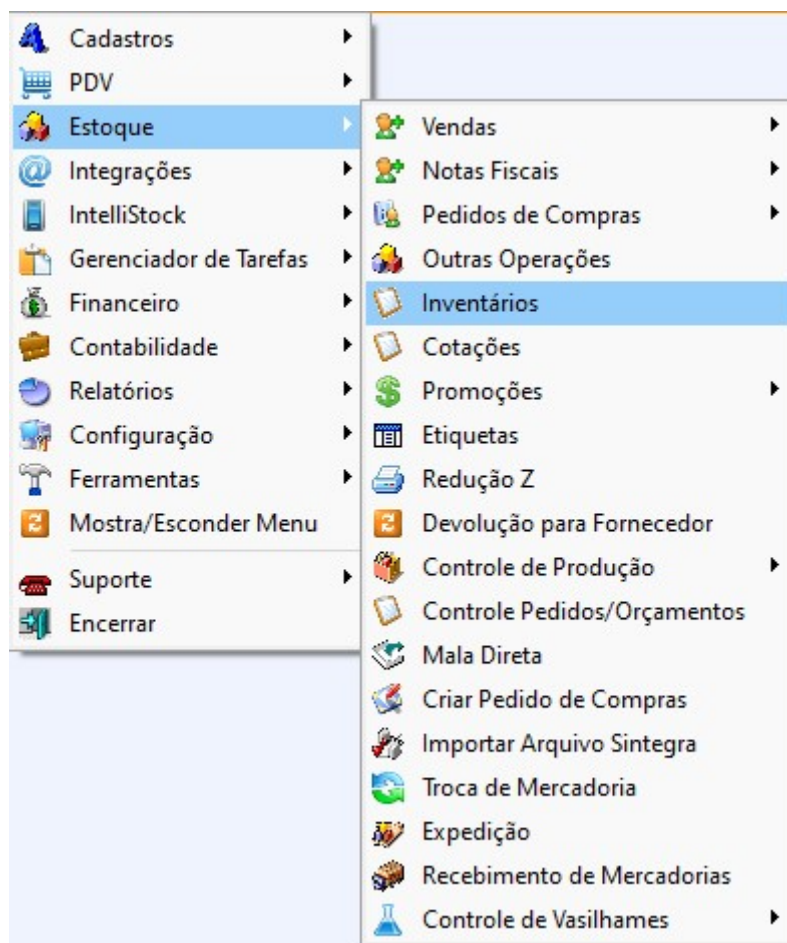 Cadastros
PDV
Estoque
Integrações
IntelliStock
Gerenciador de Tarefas
Financeiro
Contabilidade
Relatórios
Configuração
Ferramentas
Mostra/Esconder Menu
Suporte
Encerrar
Vendas
Notas Fiscais
Pedidos de Compras
Outras Operações
Inventários
Cotações
Promoções
Etiquetas
Redução Z
Devolução para Fornecedor
Controle de Produção
Controle Pedidos/Orçamentos
Mala Direta
Criar Pedido de Compras
Importar Arquivo Sintegra
Troca de Mercadoria
Expedição
Recebimento de Mercadorias
Controle de Vasilhames